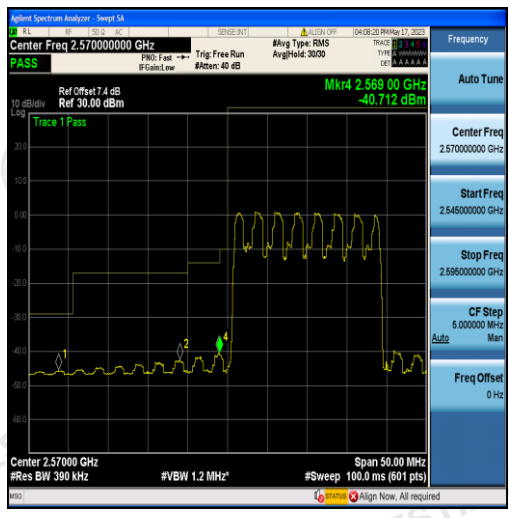 Agilent Spectrum Analyzer - Swept SA
RL RF 50 Ω AC SENSE:INT ALIGN OFF 04:08:20 PM May 17, 2023
Center Freq 2.570000000 GHz
PNO: Fast
IFGain:Low
Trig: Free Run
#Atten: 40 dB
#Avg Type: RMS
Avg|Hold: 30/30
TRACE 1 2 3 4 5 6
TYPE
DET A A A A A A
PASS
Mkr4 2.569 00 GHz
-40.712 dBm
Ref Offset 7.4 dB
Ref 30.00 dBm
10 dB/div
Log
Trace 1 Pass
20.0
10.0
0.00
-10.0
-20.0
-30.0
-40.0
-50.0
-60.0
1
2
4
Center 2.57000 GHz
Span 50.00 MHz
#Res BW 390 kHz
#VBW 1.2 MHz*
#Sweep 100.0 ms (601 pts)
MSG
STATUS
Align Now, All required
Frequency
Auto Tune
Center Freq
2.570000000 GHz
Start Freq
2.545000000 GHz
Stop Freq
2.595000000 GHz
CF Step
5.000000 MHz
Auto Man
Freq Offset
0 Hz